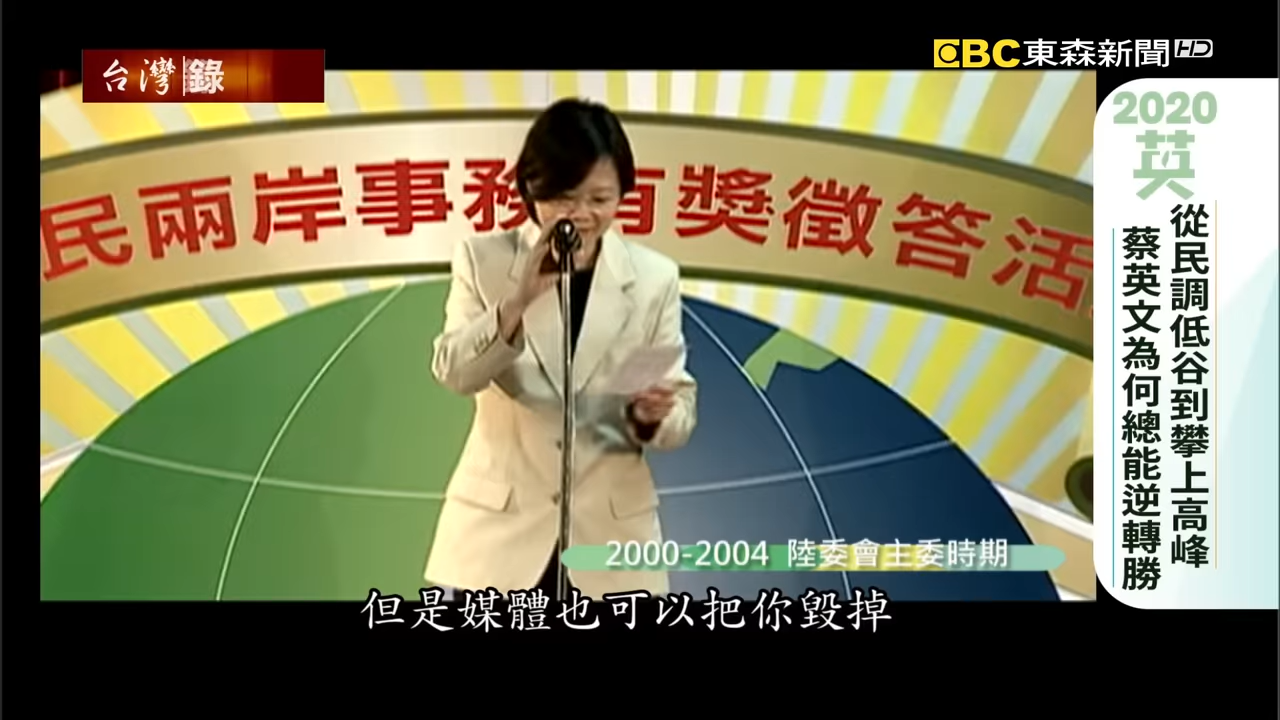 台灣錄
EBC東森新聞HD
2020
英
從民調低谷到攀上高峰
蔡英文為何總能逆轉勝
民兩岸事務有獎徵答活
2000-2004 陸委會主委時期
但是媒體也可以把你毀掉